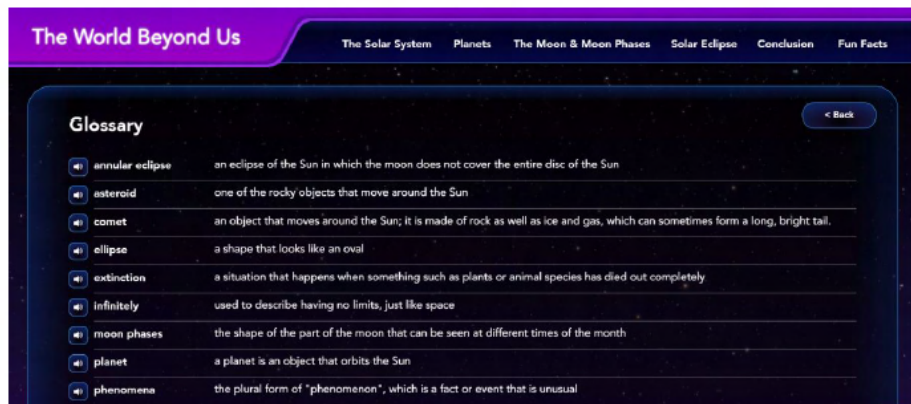 The World Beyond Us
The Solar System Planets The Moon & Moon Phases Solar Eclipse Conclusion Fun Facts
< Back
Glossary
annular eclipse an eclipse of the Sun in which the moon does not cover the entire disc of the Sun
asteroid one of the rocky objects that move around the Sun
comet an object that moves around the Sun; it is made of rock as well as ice and gas, which can sometimes form a long, bright tail.
ellipse a shape that looks like an oval
extinction a situation that happens when something such as plants or animal species has died out completely
infinitely used to describe having no limits, just like space
moon phases the shape of the part of the moon that can be seen at different times of the month
planet a planet is an object that orbits the Sun
phenomena the plural form of "phenomenon", which is a fact or event that is unusual